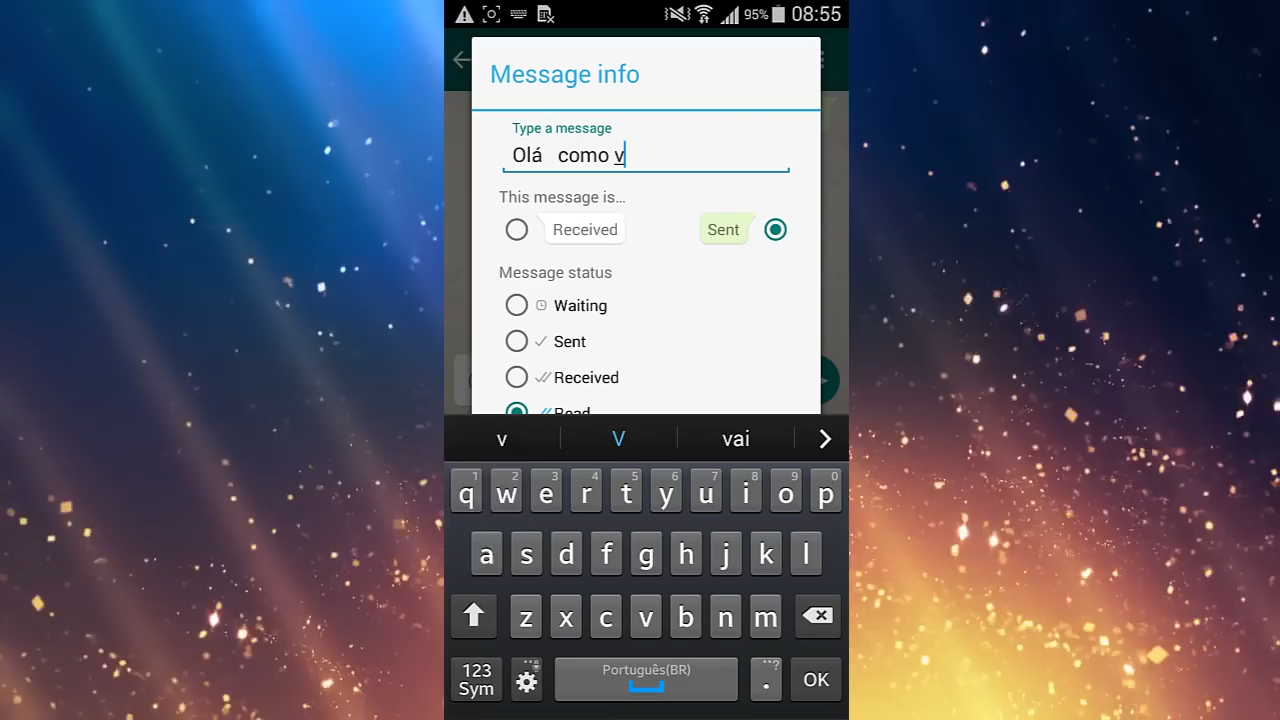 95% 08:55
Message info
Type a message
Olá   como v
This message is...
Received Sent
Message status
Waiting
Sent
Received
Read
v V vai
1 2 3 4 5 6 7 8 9 0
q w e r t y u i o p
a s d f g h j k l
z x c v b n m
123 Sym Português(BR) . ...? OK